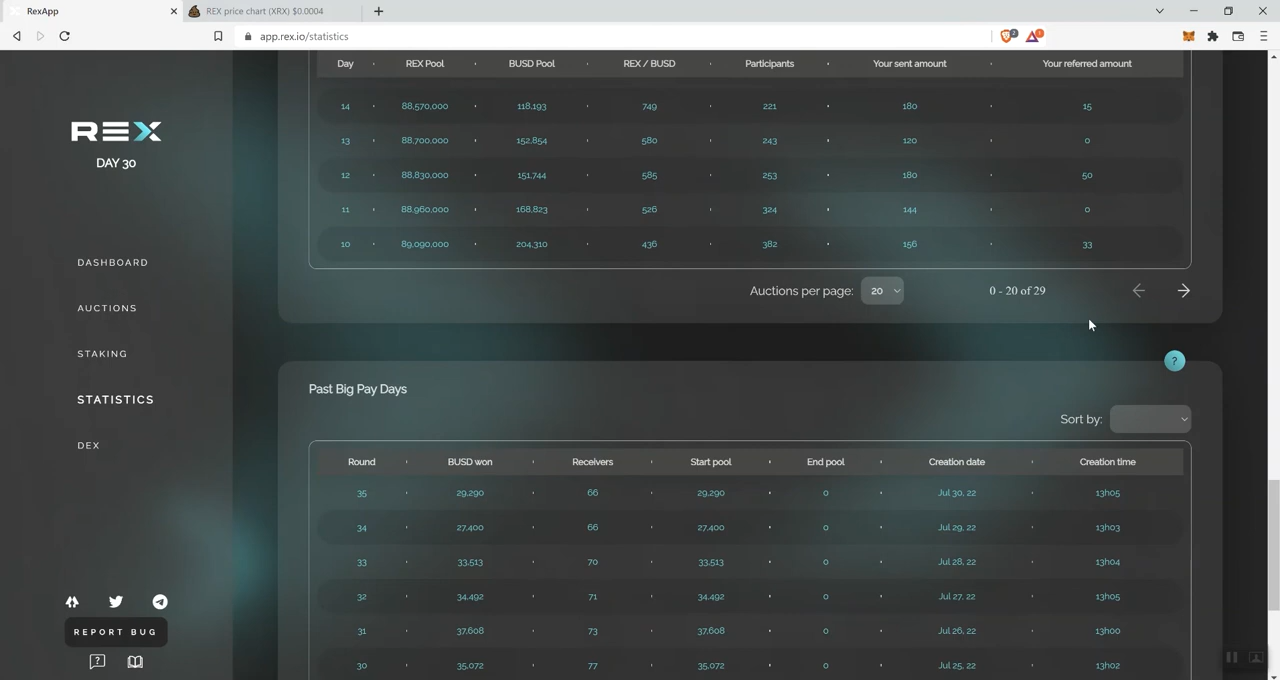 RexApp
REX price chart (XRX) $0.0004
app.rex.io/statistics
REX
DAY 30
DASHBOARD
AUCTIONS
STAKING
STATISTICS
DEX
REPORT BUG
Day REX Pool BUSD Pool REX / BUSD Participants Your sent amount Your referred amount
14 88,570,000 118,193 749 221 180 15
13 88,700,000 152,854 580 243 120 0
12 88,830,000 151,744 585 253 180 50
11 88,960,000 168,823 526 324 144 0
10 89,090,000 204,310 436 382 156 33
Auctions per page: 20 0 - 20 of 29
?
Past Big Pay Days
Sort by:
Round BUSD won Receivers Start pool End pool Creation date Creation time
35 29,290 66 29,290 0 Jul 30, 22 13h05
34 27,400 66 27,400 0 Jul 29, 22 13h03
33 33,513 70 33,513 0 Jul 28, 22 13h04
32 34,492 71 34,492 0 Jul 27, 22 13h05
31 37,608 73 37,608 0 Jul 26, 22 13h00
30 35,072 77 35,072 0 Jul 25, 22 13h02